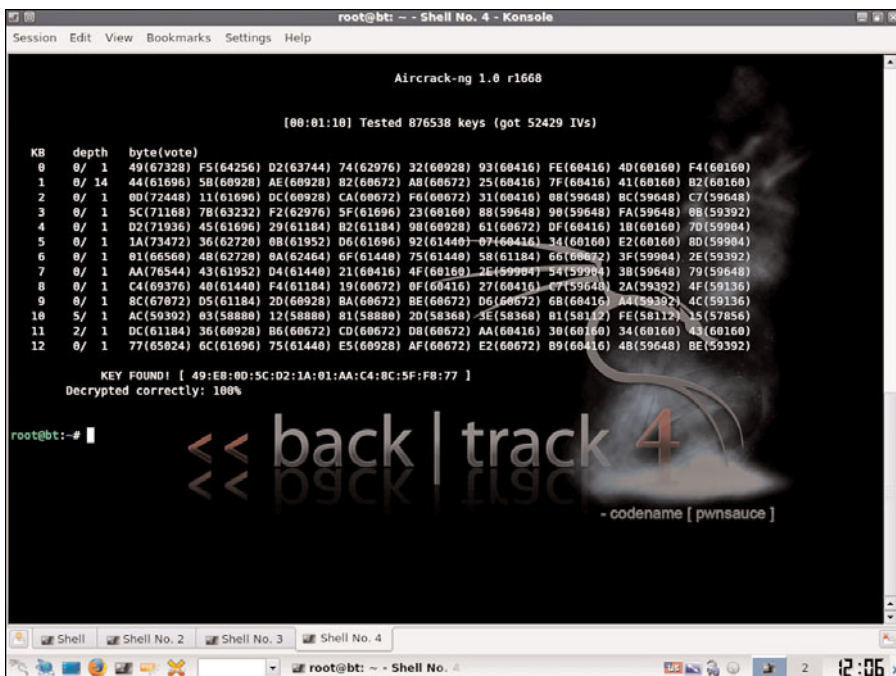 root@bt: ~ - Shell No. 4 - Konsole
Session Edit View Bookmarks Settings Help
Aircrack-ng 1.0 r1668
[00:01:10] Tested 876538 keys (got 52429 IVs)
KB depth byte(vote)
0 0/ 1 49(67328) F5(64256) D2(63744) 74(62976) 32(60928) 93(60416) FE(60416) 4D(60160) F4(60160)
1 0/ 14 44(61696) 5B(60928) AE(60928) 82(60672) A8(60672) 25(60416) 7F(60416) 41(60160) B2(60160)
2 0/ 1 0D(72448) 11(61696) DC(60928) CA(60672) F6(60672) 31(60416) 08(59648) BC(59648) C7(59648)
3 0/ 1 5C(71168) 7B(63232) F2(62976) 5F(61696) 23(60160) 88(59648) 90(59648) FA(59648) 0B(59392)
4 0/ 1 D2(71936) 45(61696) 29(61184) B2(61184) 98(60928) 61(60672) DF(60416) 1B(60160) 7D(59904)
5 0/ 1 1A(73472) 36(62720) 0B(61952) D6(61696) 92(61440) 07(60416) 34(60160) E2(60160) 8D(59904)
6 0/ 1 01(66560) 4B(62720) 0A(62464) 6F(61440) 75(61440) 58(61184) 66(60672) 3F(59904) 2E(59392)
7 0/ 1 AA(76544) 43(61952) D4(61440) 21(60416) 4F(60160) 2E(59904) 54(59904) 3B(59648) 79(59648)
8 0/ 1 C4(69376) 40(61440) F4(61184) 19(60672) 0F(60416) 27(60416) C7(59648) 2A(59392) 4F(59136)
9 0/ 1 8C(67072) D5(61184) 2D(60928) BA(60672) BE(60672) D6(60672) 6B(60416) A4(59392) 4C(59136)
10 5/ 1 AC(59392) 03(58880) 12(58880) 81(58880) 2D(58368) 3E(58368) B1(58112) FE(58112) 15(57856)
11 2/ 1 DC(61184) 36(60928) B6(60672) CD(60672) D8(60672) AA(60416) 30(60160) 34(60160) 43(60160)
12 0/ 1 77(65024) 6C(61696) 75(61440) E5(60928) AF(60672) E2(60672) B9(60416) 4B(59648) BE(59392)
KEY FOUND! [ 49:E8:0D:5C:D2:1A:01:AA:C4:8C:5F:F8:77 ]
Decrypted correctly: 100%
root@bt:~#
<< back | track 4
- codename [ pwnsauce ]
Shell Shell No. 2 Shell No. 3 Shell No. 4
root@bt: ~ - Shell No. 4 2 12:06